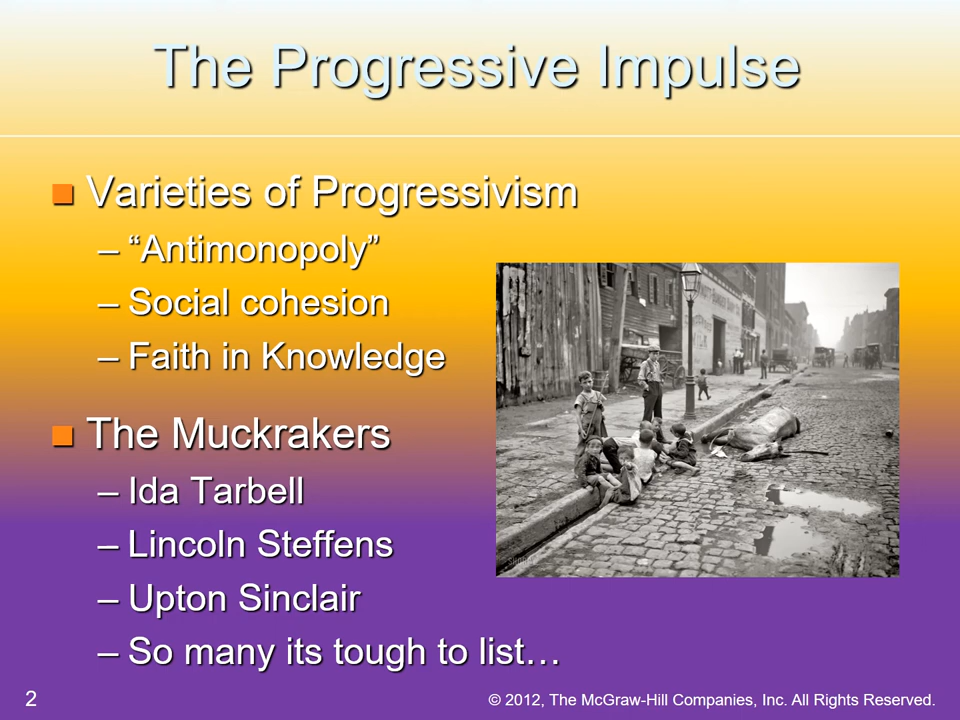 The Progressive Impulse
Varieties of Progressivism
– “Antimonopoly”
– Social cohesion
– Faith in Knowledge
The Muckrakers
– Ida Tarbell
– Lincoln Steffens
– Upton Sinclair
– So many its tough to list…
2
© 2012, The McGraw-Hill Companies, Inc. All Rights Reserved.